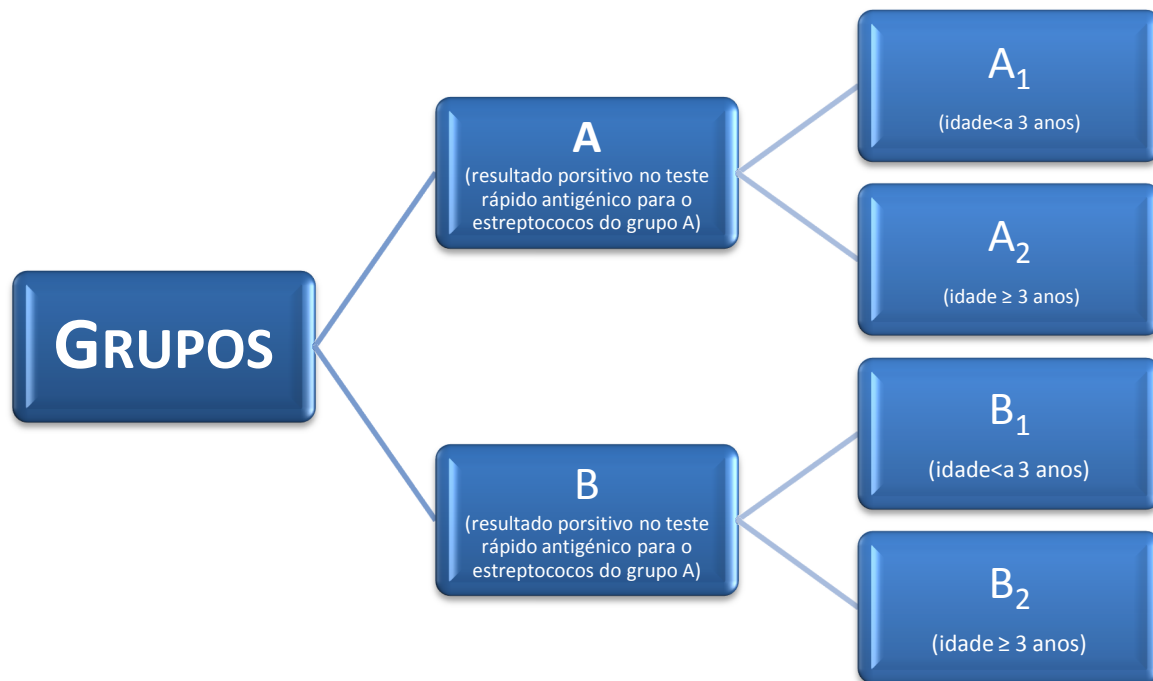 GRUPOS
A
(resultado porsitivo no teste
rápido antigénico para o
estreptococos do grupo A)
A₁
(idade<a 3 anos)
A₂
(idade ≥ 3 anos)
B
(resultado porsitivo no teste
rápido antigénico para o
estreptococos do grupo A)
B₁
(idade<a 3 anos)
B₂
(idade ≥ 3 anos)